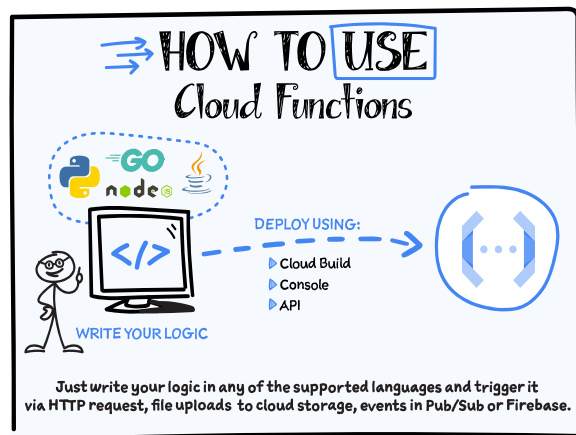 HOW TO USE
Cloud Functions
GO
node JS
</>
DEPLOY USING:
Cloud Build
Console
API
WRITE YOUR LOGIC
Just write your logic in any of the supported languages and trigger it
via HTTP request, file uploads to cloud storage, events in Pub/Sub or Firebase.